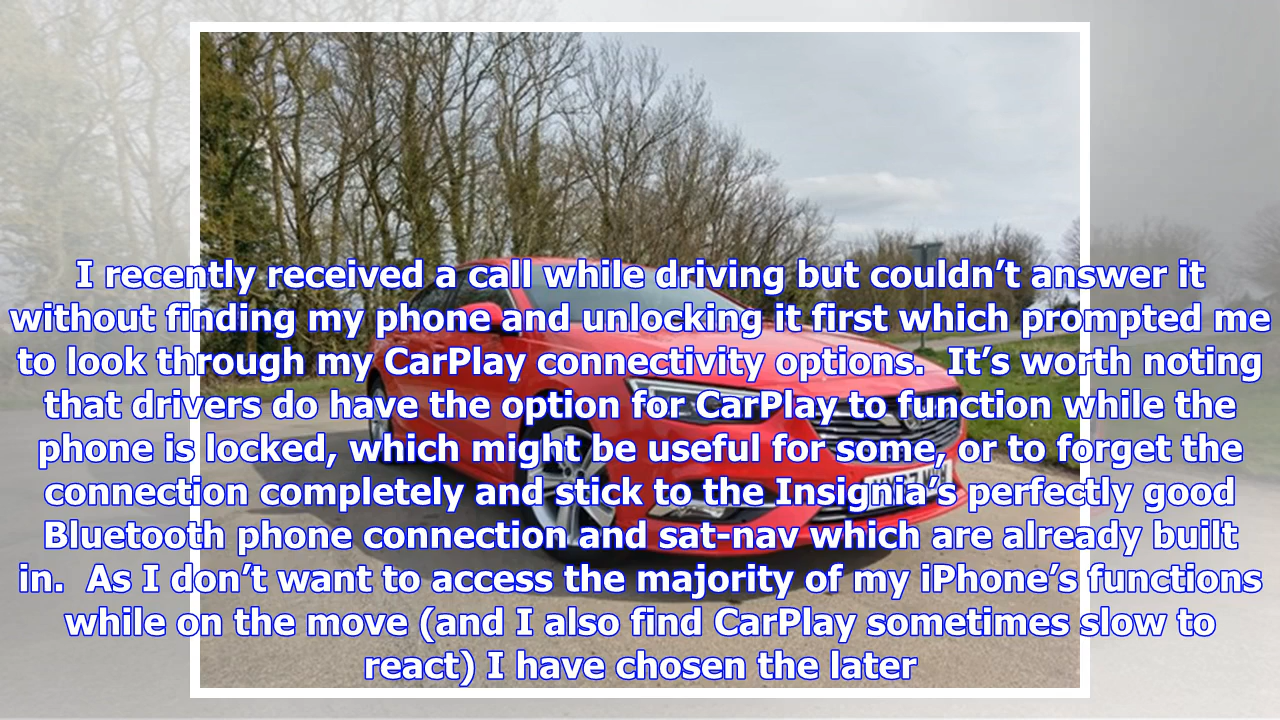 I recently received a call while driving but couldn’t answer it
without finding my phone and unlocking it first which prompted me
to look through my CarPlay connectivity options.  It’s worth noting
that drivers do have the option for CarPlay to function while the
phone is locked, which might be useful for some, or to forget the
connection completely and stick to the Insignia’s perfectly good
Bluetooth phone connection and sat-nav which are already built
in.  As I don’t want to access the majority of my iPhone’s functions
while on the move (and I also find CarPlay sometimes slow to
react) I have chosen the later